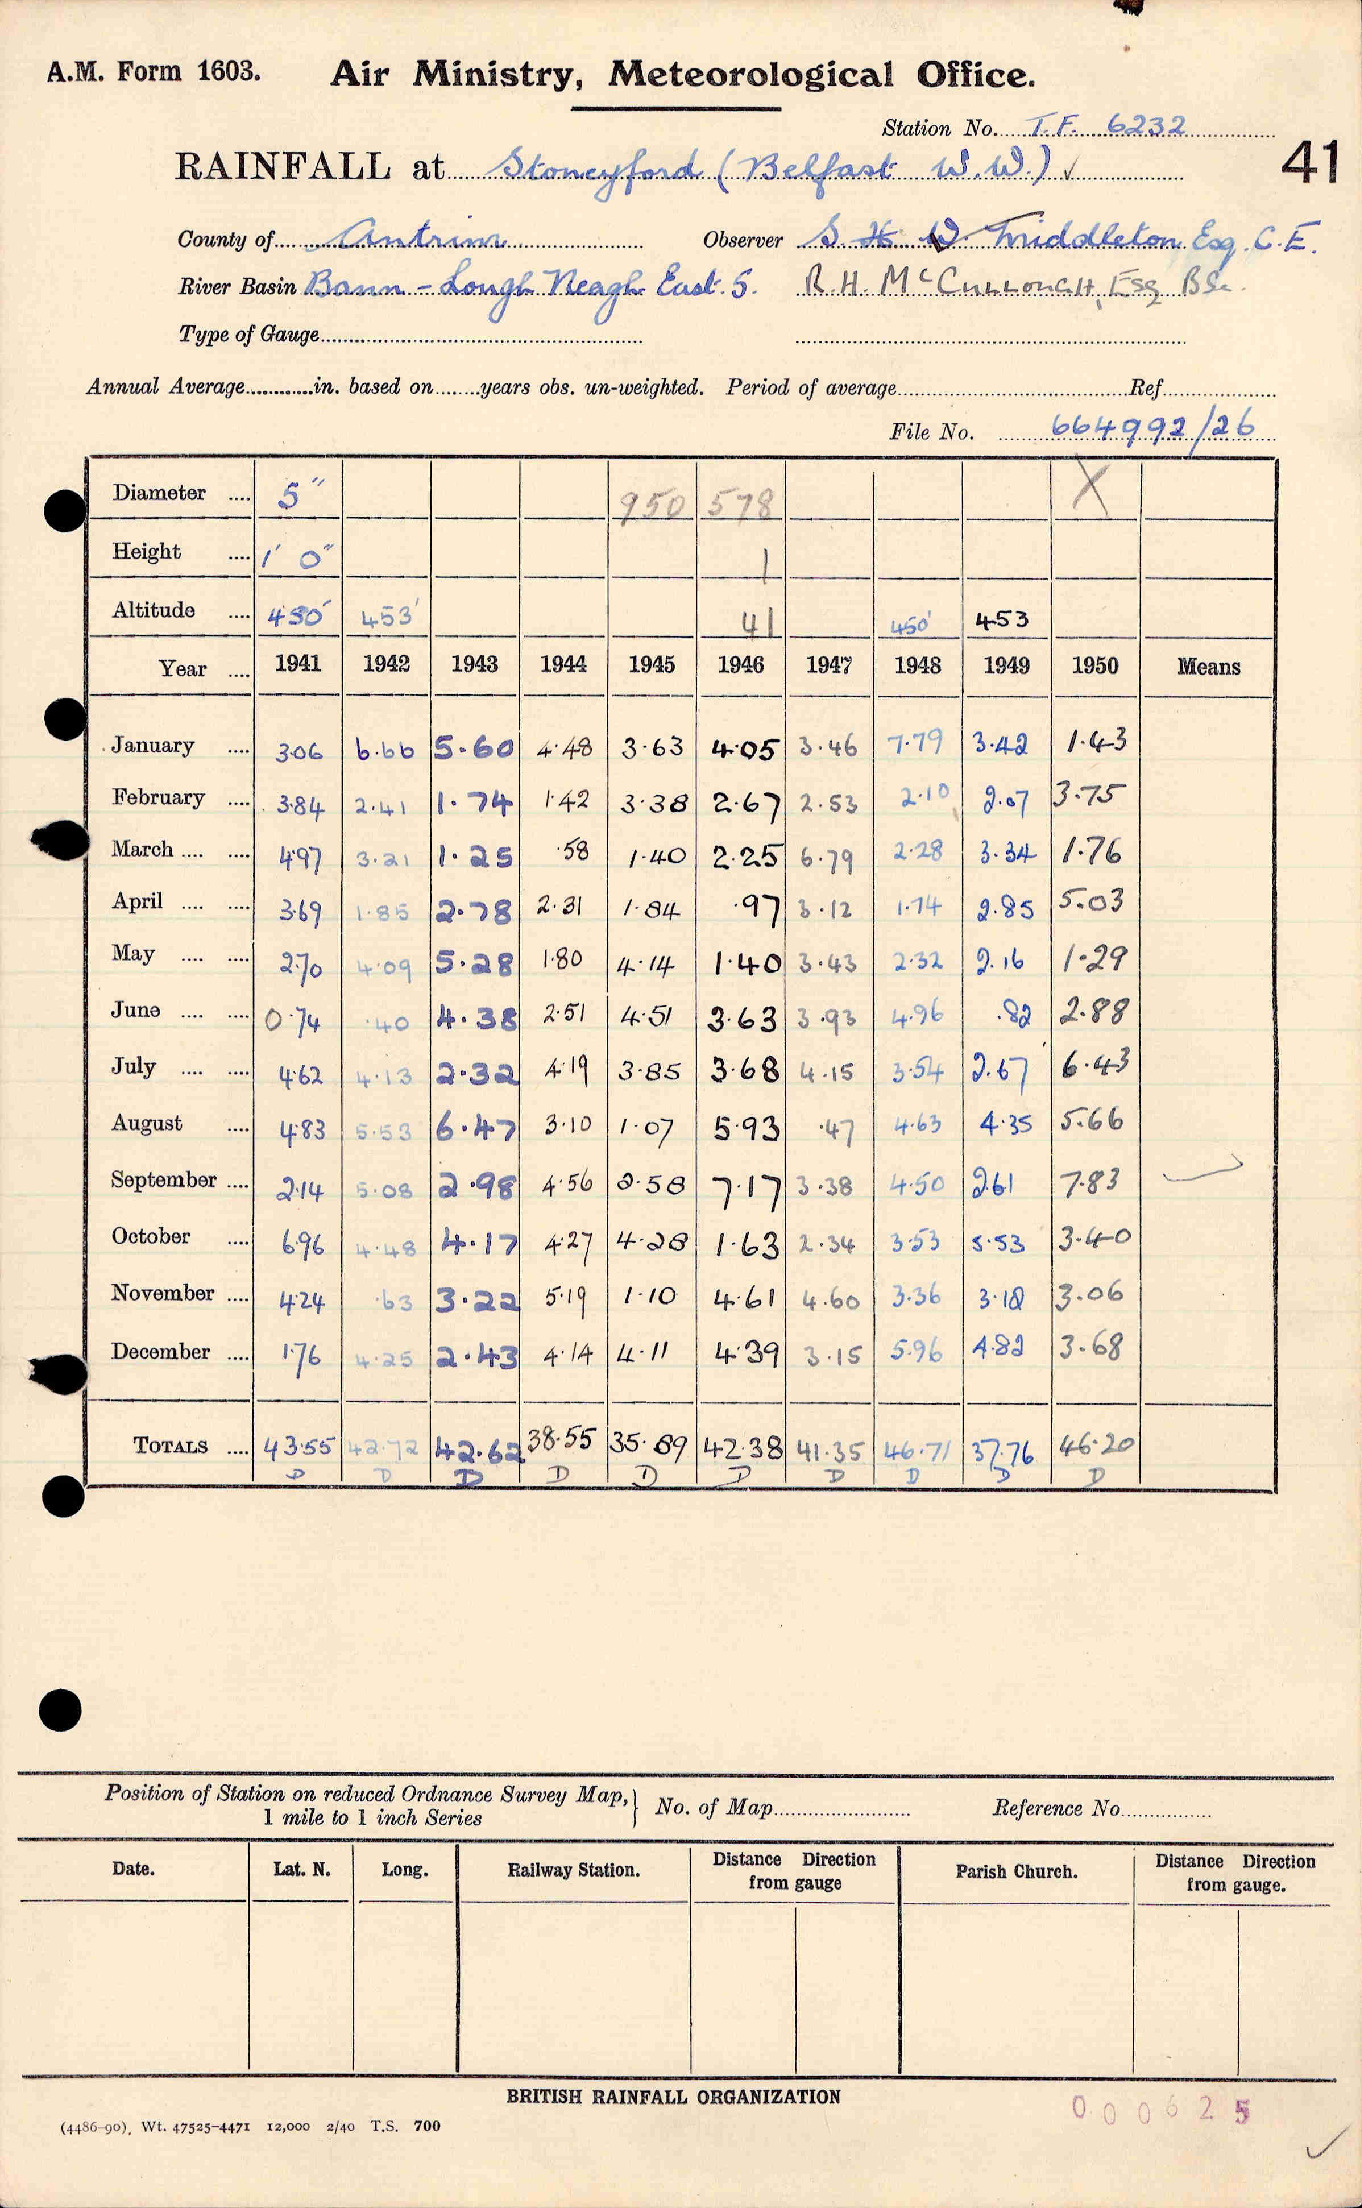 A.M. Form 1603. Air Ministry, Meteorological Office.
Station No. T.F. 6232
41
RAINFALL at Stoneyford (Belfast W.W.) ✓
County of Antrim Observer S H W Middleton Esq. C.E.
River Basin Bann - Lough Neagh East. 5. R.H. McCullough, Esq BSc.
Type of Gauge
Annual Average in. based on years obs. un-weighted. Period of average Ref
File No. 664992/26
Diameter .... 5" 950 578 X
Height .... 1' 0" 1
Altitude .... 450' 453' 41 450' 453
Year .... 1941 1942 1943 1944 1945 1946 1947 1948 1949 1950 Means
January .... 3.06 6.66 5.60 4.48 3.63 4.05 3.46 7.79 3.42 1.43
February .... 3.84 2.41 1.74 1.42 3.38 2.67 2.53 2.10 2.07 3.75
March .... .... 4.97 3.21 1.25 .58 1.40 2.25 6.79 2.28 3.34 1.76
April .... .... 3.69 1.85 2.78 2.31 1.84 .97 3.12 1.74 2.85 5.03
May .... .... 2.70 4.09 5.28 1.80 4.14 1.40 3.43 2.32 2.16 1.29
June .... .... 0.74 .40 4.38 2.51 4.51 3.63 3.93 4.96 .82 2.88
July .... .... 4.62 4.13 2.32 4.19 3.85 3.68 4.15 3.54 2.67 6.43
August .... 4.83 5.53 6.47 3.10 1.07 5.93 .47 4.63 4.35 5.66
September .... 2.14 5.08 2.98 4.56 2.58 7.17 3.38 4.50 2.61 7.83
October .... 6.96 4.48 4.17 4.27 4.28 1.63 2.34 3.53 5.53 3.40
November .... 4.24 .63 3.22 5.19 1.10 4.61 4.60 3.36 3.12 3.06
December .... 1.76 4.25 2.43 4.14 4.11 4.39 3.15 5.96 4.82 3.68
TOTALS .... 43.55 42.72 42.62 38.55 35.89 42.38 41.35 46.71 37.76 46.20
D D D D D D D D D D
Position of Station on reduced Ordnance Survey Map, } No. of Map Reference No
1 mile to 1 inch Series
Date. Lat. N. Long. Railway Station. Distance Direction from gauge Parish Church. Distance Direction from gauge.
BRITISH RAINFALL ORGANIZATION
000625
(4486-90). Wt. 47525-4471 12,000 2/40 T.S. 700
✓